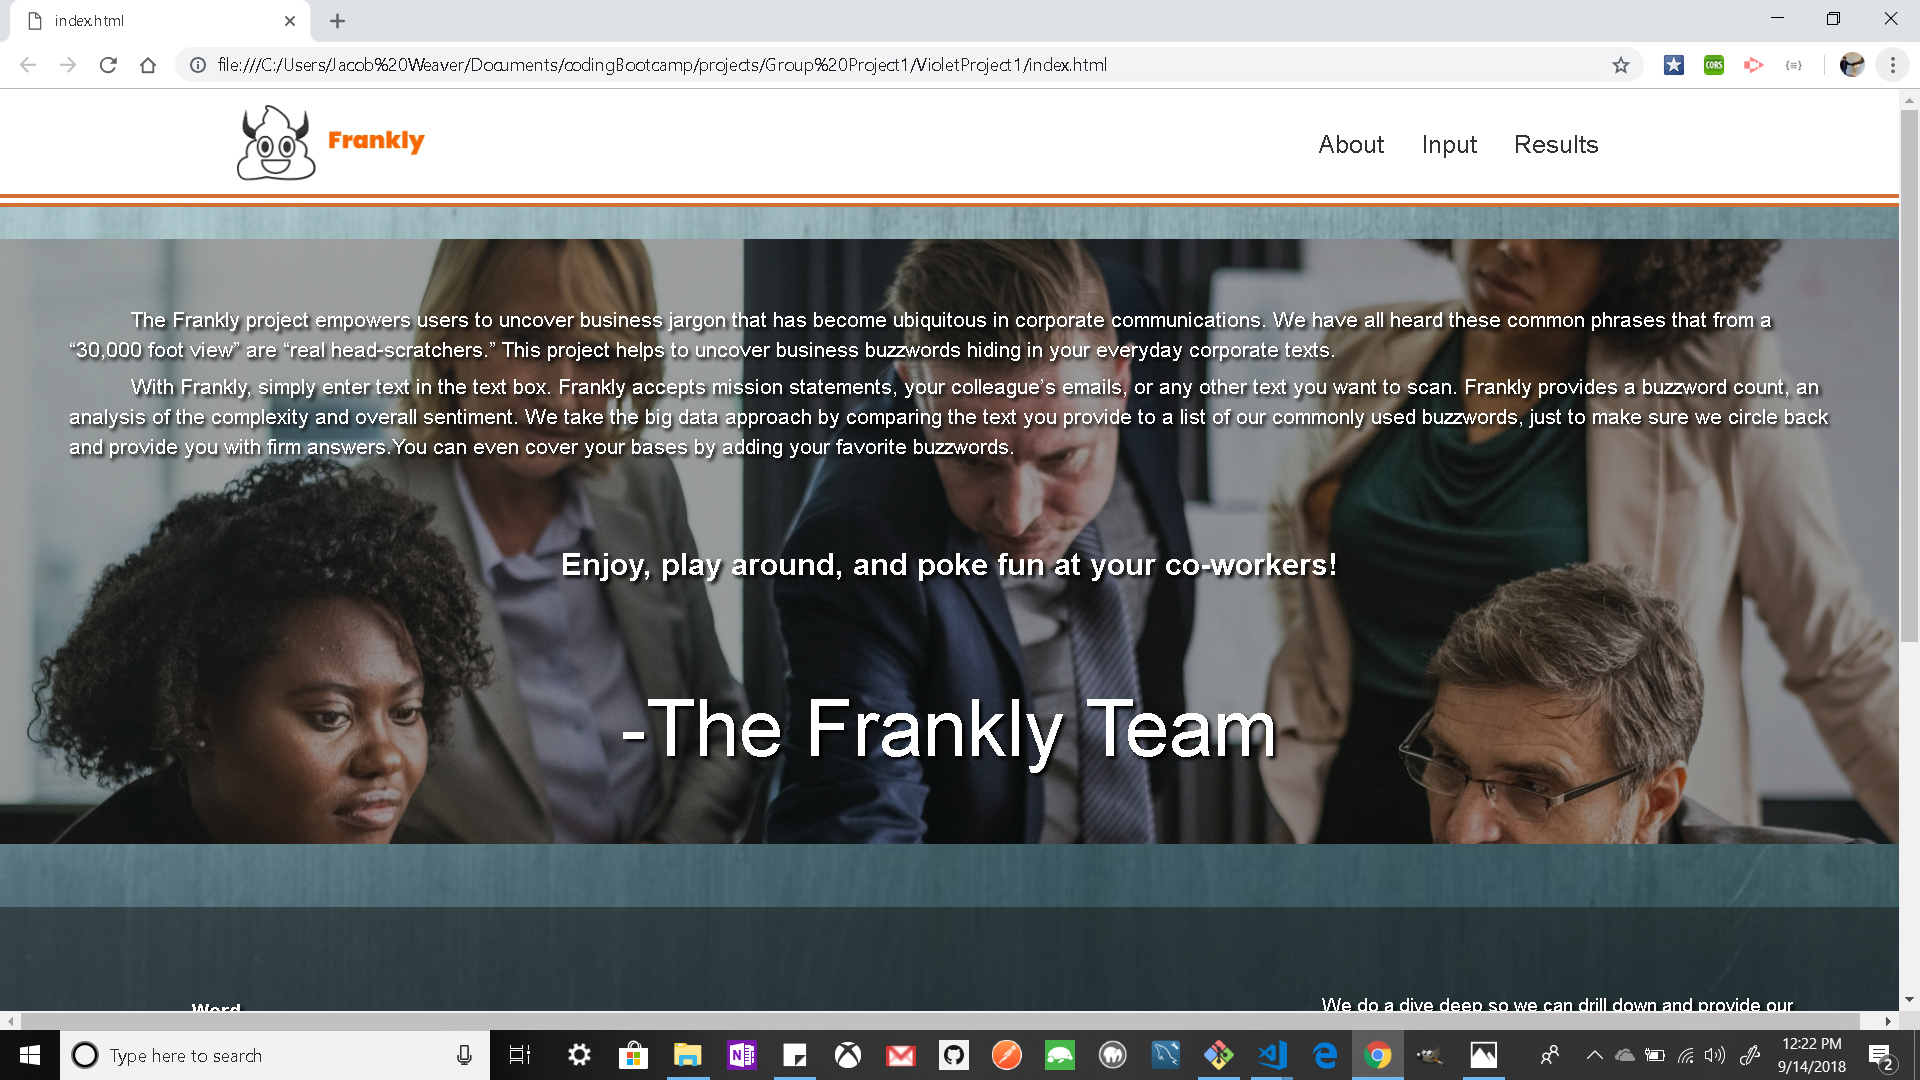 index.html
file:///C:/Users/Jacob%20Weaver/Documents/codingBootcamp/projects/Group%20Project1/VioletProject1/index.html
CORS
Frankly
About Input Results
The Frankly project empowers users to uncover business jargon that has become ubiquitous in corporate communications. We have all heard these common phrases that from a
“30,000 foot view” are “real head-scratchers.” This project helps to uncover business buzzwords hiding in your everyday corporate texts.
With Frankly, simply enter text in the text box. Frankly accepts mission statements, your colleague’s emails, or any other text you want to scan. Frankly provides a buzzword count, an
analysis of the complexity and overall sentiment. We take the big data approach by comparing the text you provide to a list of our commonly used buzzwords, just to make sure we circle back
and provide you with firm answers.You can even cover your bases by adding your favorite buzzwords.
Enjoy, play around, and poke fun at your co-workers!
-The Frankly Team
Word
We do a dive deep so we can drill down and provide our
Type here to search
N
12:22 PM
9/14/2018
2